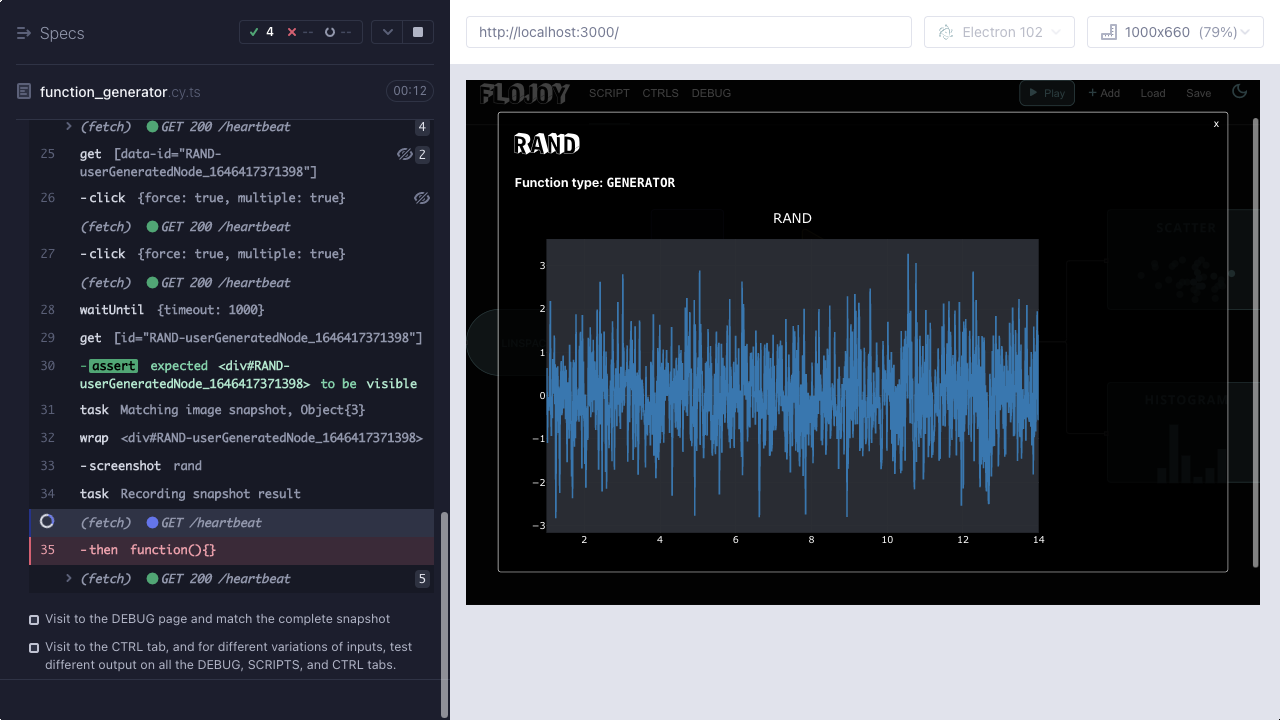 Specs
4
--
--
function_generator.cy.ts
00:12
(fetch) GET 200 /heartbeat 4
25 get [data-id="RAND-
userGeneratedNode_1646417371398"] 2
26 -click {force: true, multiple: true}
(fetch) GET 200 /heartbeat
27 -click {force: true, multiple: true}
(fetch) GET 200 /heartbeat
28 waitUntil {timeout: 1000}
29 get [id="RAND-userGeneratedNode_1646417371398"]
30 -assert expected <div#RAND-
userGeneratedNode_1646417371398> to be visible
31 task Matching image snapshot, Object{3}
32 wrap <div#RAND-userGeneratedNode_1646417371398>
33 -screenshot rand
34 task Recording snapshot result
(fetch) GET /heartbeat
35 -then function(){}
(fetch) GET 200 /heartbeat 5
Visit to the DEBUG page and match the complete snapshot
Visit to the CTRL tab, and for different variations of inputs, test
different output on all the DEBUG, SCRIPTS, and CTRL tabs.
http://localhost:3000/
Electron 102
1000x660 (79%)
FLOJOY
SCRIPT CTRLS DEBUG
Play + Add Load Save
x
RAND
Function type: GENERATOR
RAND
3
2
1
0
−1
−2
−3
2 4 6 8 10 12 14
SCATTER
HISTOGRAM